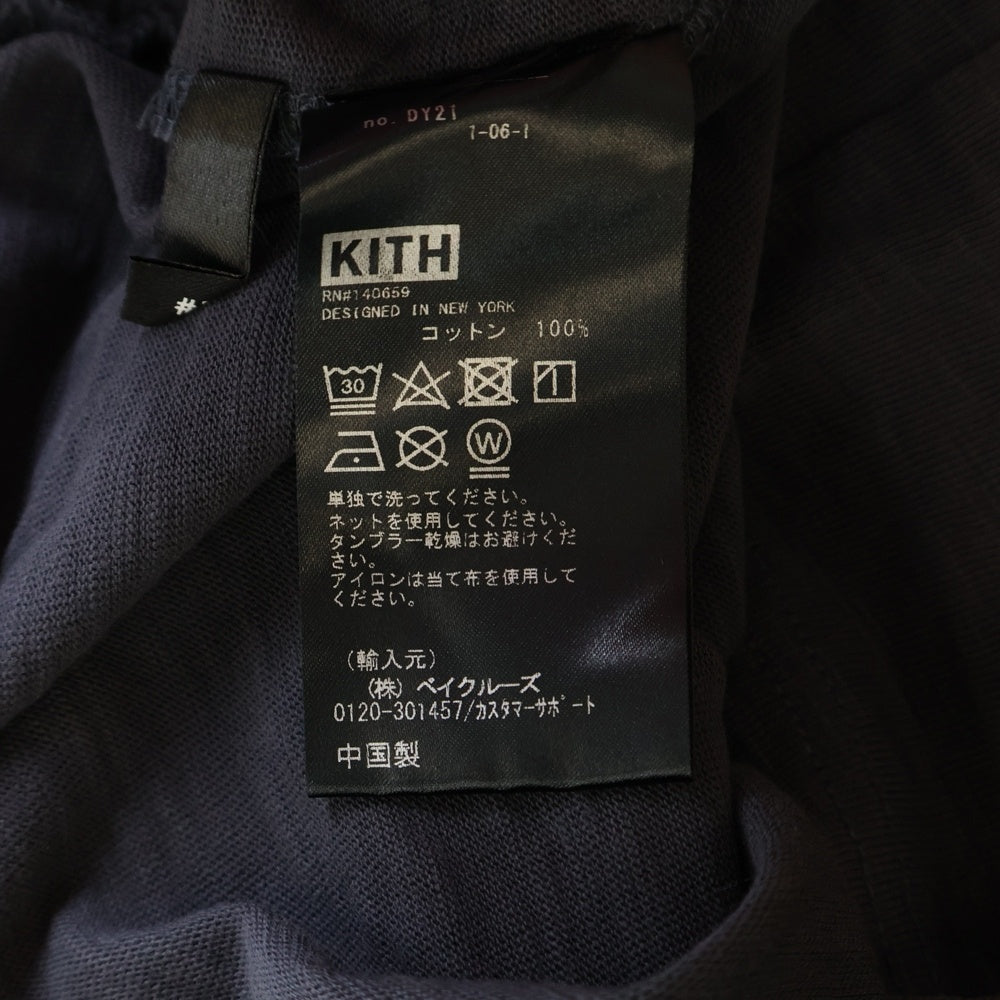 no. DY2i
1-06-1
KITH
RN#140659
DESIGNED IN NEW YORK
コットン 100%
30
W
単独で洗ってください。
ネットを使用してください。
タンブラー乾燥はお避けくだ
さい。
アイロンは当て布を使用して
ください。
(輸入元)
(株) ベイクルーズ
0120-301457/カスタマーサポート
中国製
#